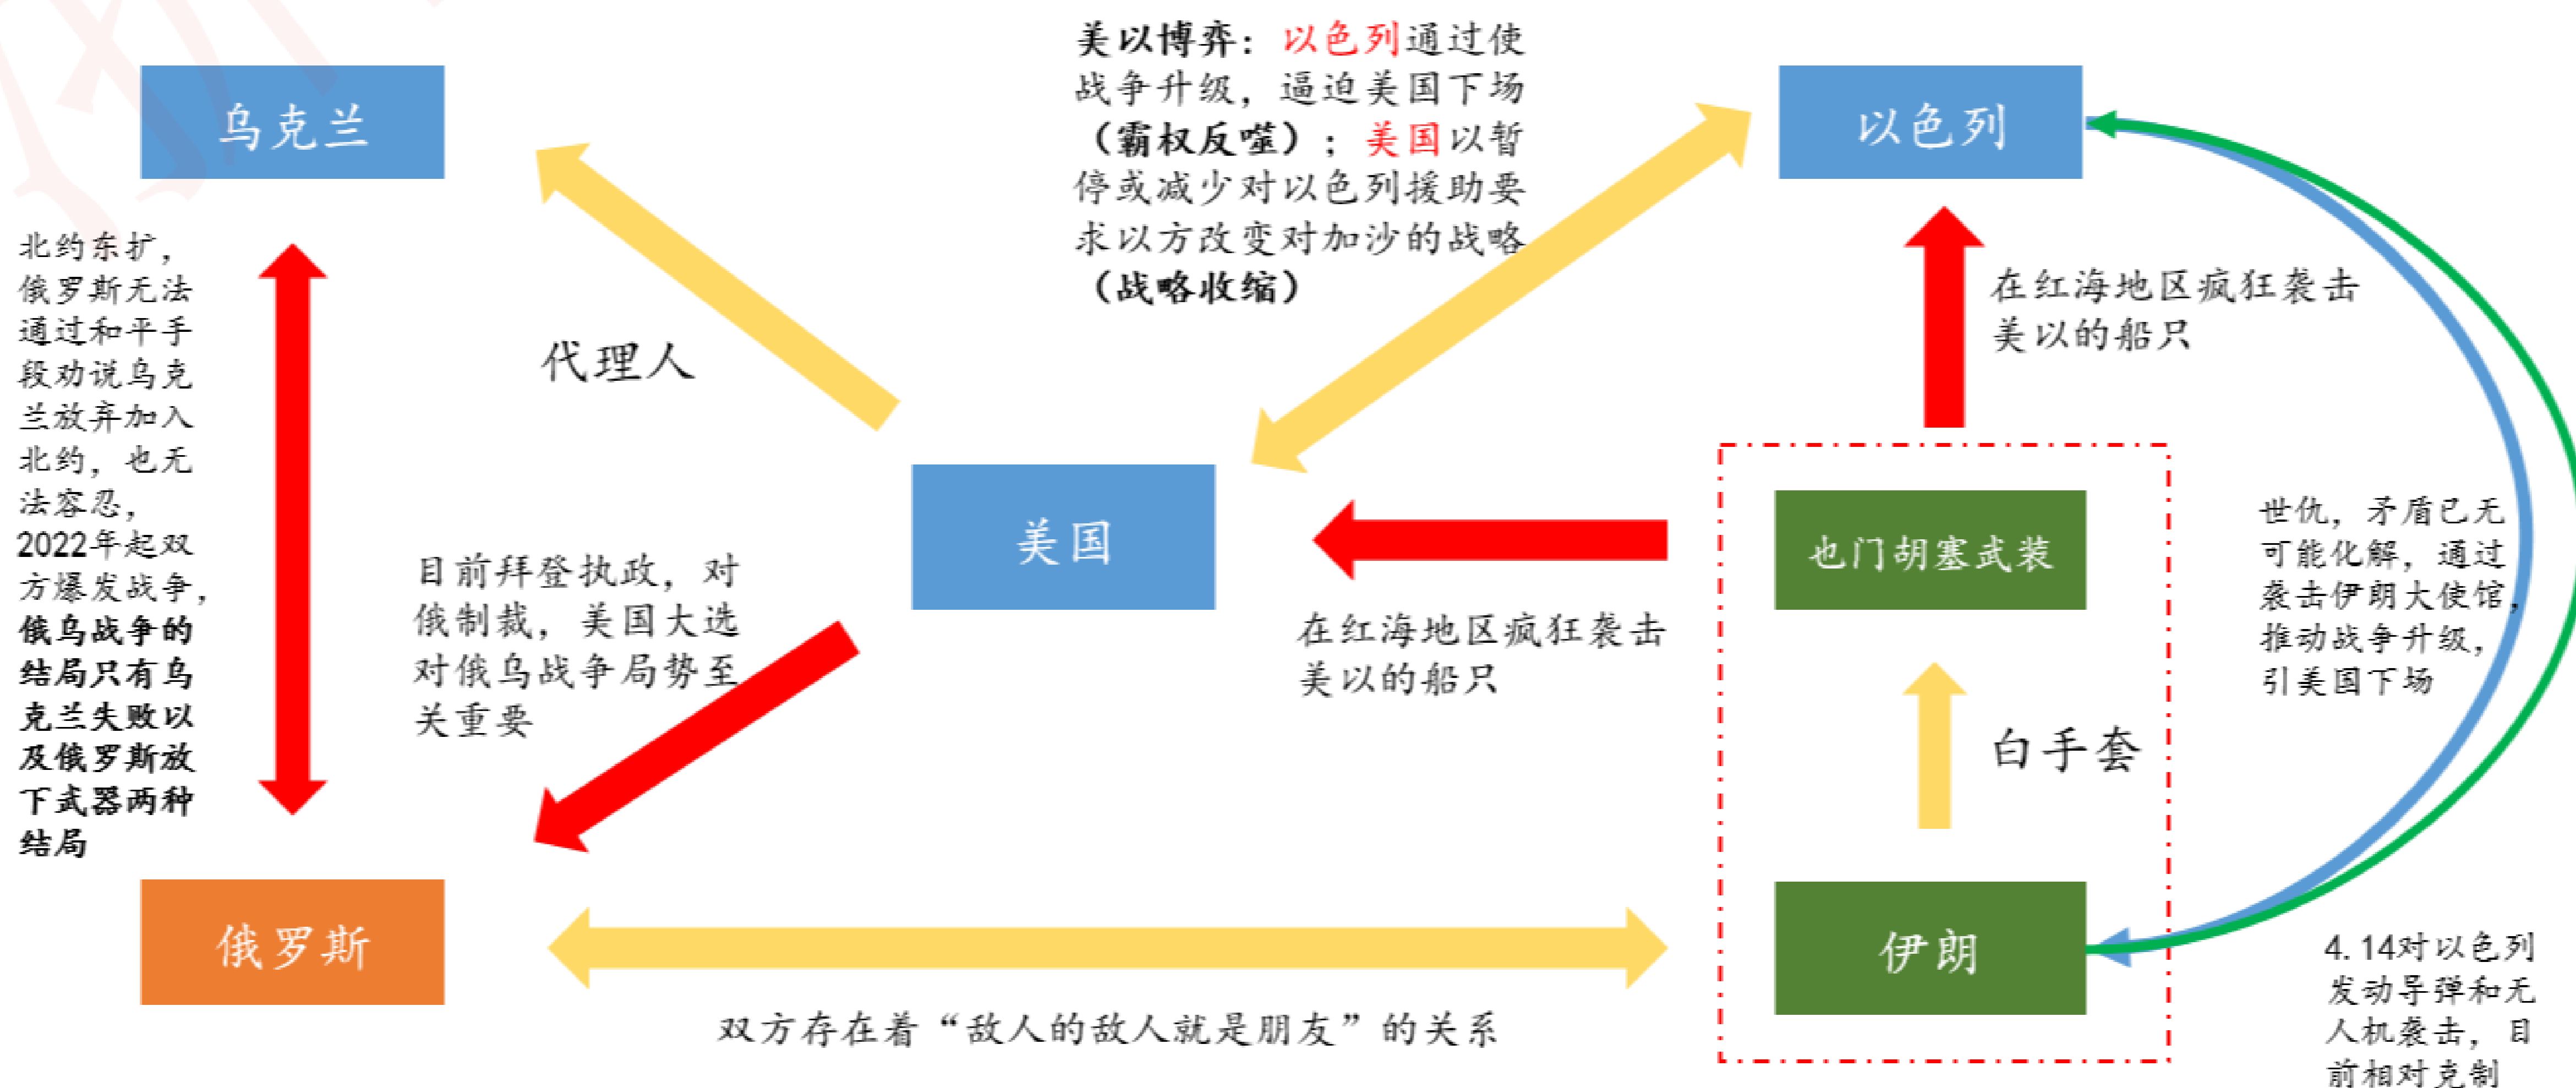 美以博弈：以色列通过使
战争升级，逼迫美国下场
（霸权反噬）；美国以暂
停或减少对以色列援助要
求以方改变对加沙的战略
（战略收缩）
乌克兰
以色列
北约东扩，
俄罗斯无法
通过和平手
段劝说乌克
兰放弃加入
北约，也无
法容忍，
2022年起双
方爆发战争，
俄乌战争的
结局只有乌
克兰失败以
及俄罗斯放
下武器两种
结局
代理人
在红海地区疯狂袭击
美以的船只
美国
目前拜登执政，对
俄制裁，美国大选
对俄乌战争局势至
关重要
在红海地区疯狂袭击
美以的船只
也门胡塞武装
世仇，矛盾已无
可能化解，通过
袭击伊朗大使馆，
推动战争升级，
引美国下场
白手套
俄罗斯
伊朗
双方存在着“敌人的敌人就是朋友”的关系
4.14对以色列
发动导弹和无
人机袭击，目
前相对克制